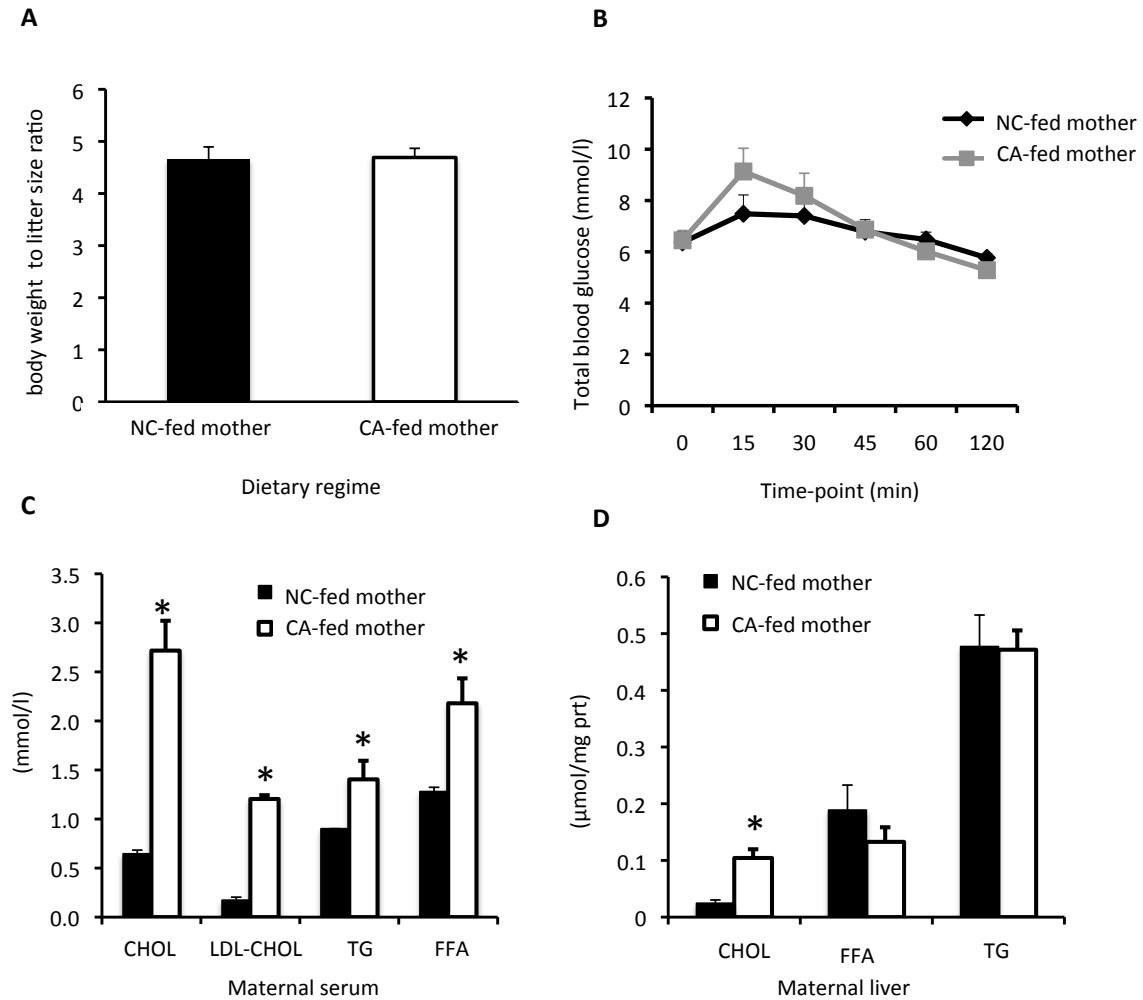 A
body weight to litter size ratio
6
5
4
3
2
1
0
NC-fed mother
CA-fed mother
Dietary regime
B
Total blood glucose (mmol/l)
12
10
8
6
4
2
0
NC-fed mother
CA-fed mother
0 15 30 45 60 120
Time-point (min)
C
(mmol/l)
3.5
3.0
2.5
2.0
1.5
1.0
0.5
0.0
NC-fed mother
CA-fed mother
*
*
*
*
CHOL LDL-CHOL TG FFA
Maternal serum
D
(μmol/mg prt)
0.6
0.5
0.4
0.3
0.2
0.1
0
NC-fed mother
CA-fed mother
*
CHOL FFA TG
Maternal liver